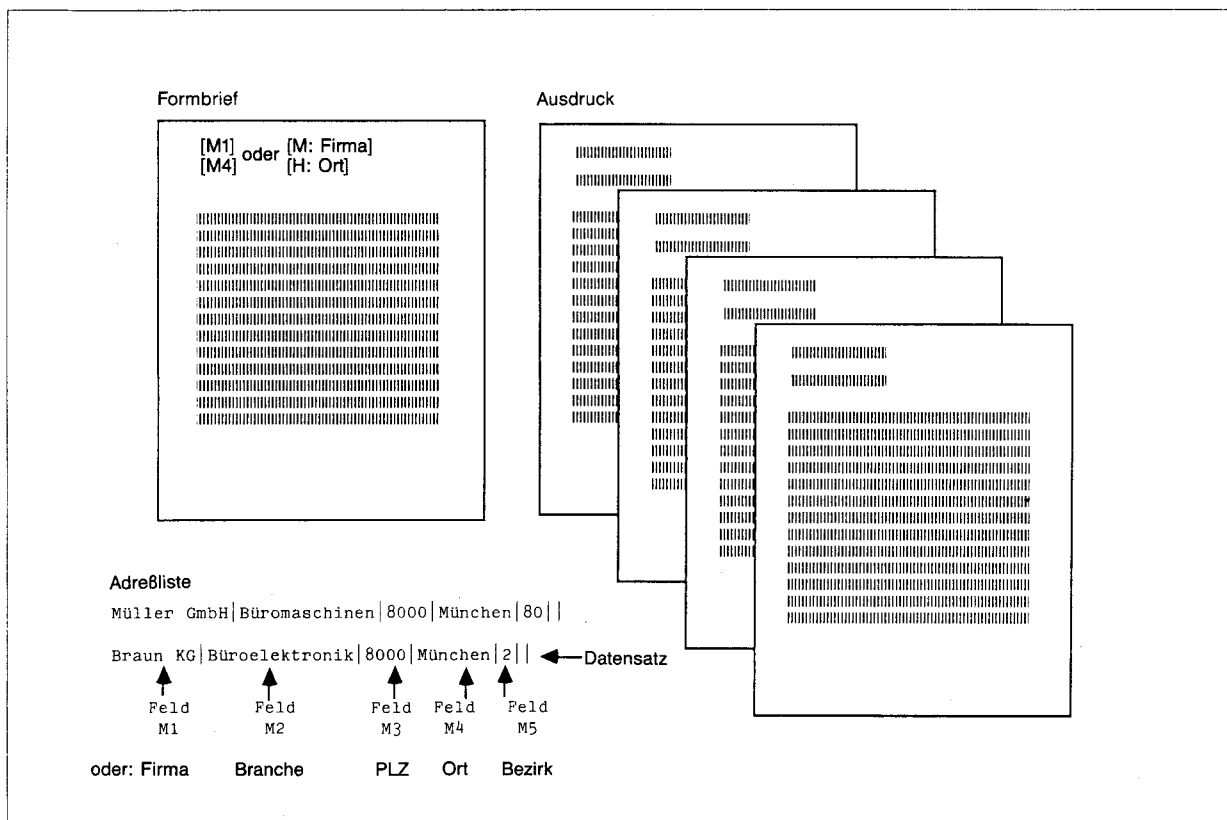 Formbrief
Ausdruck
[M1] oder [M: Firma]
[M4] [H: Ort]
Adreßliste
Müller GmbH|Büromaschinen|8000|München|80||
Braun KG|Büroelektronik|8000|München|2||
Datensatz
Feld Feld Feld Feld Feld
M1 M2 M3 M4 M5
oder: Firma Branche PLZ Ort Bezirk